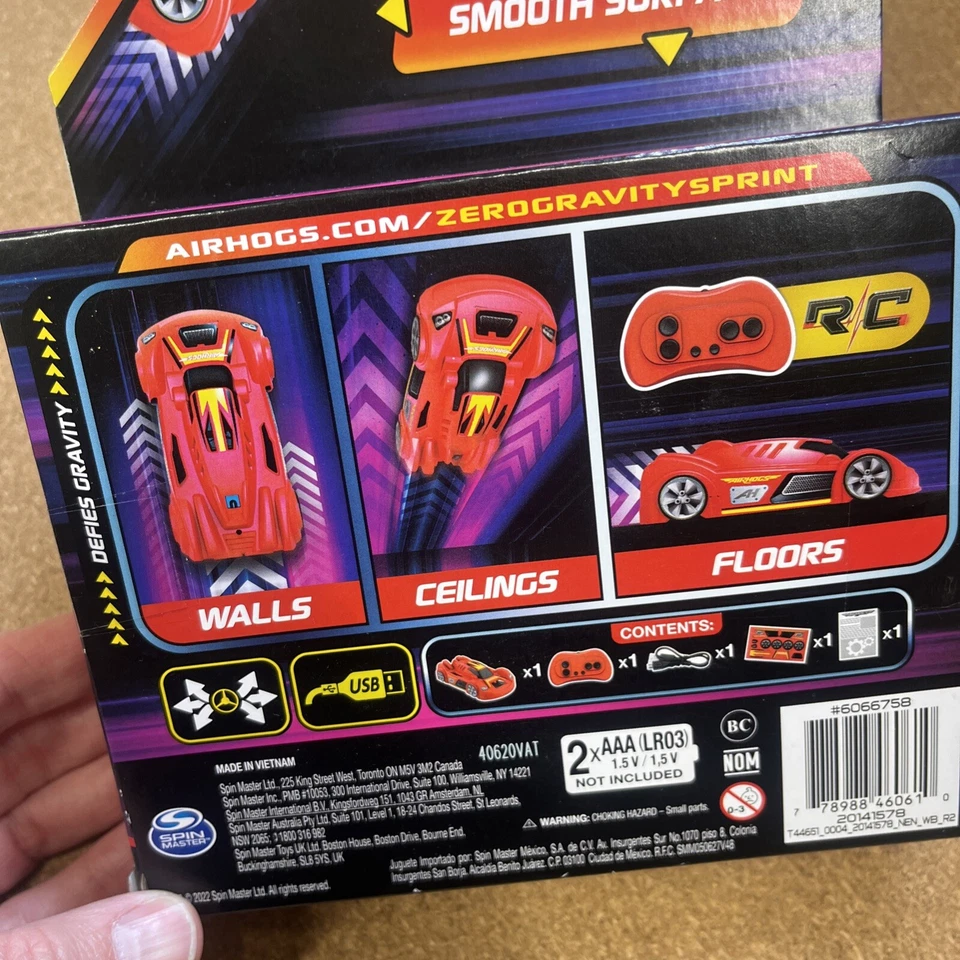 SMOOTH
AIRHOGS.COM/ZEROGRAVITYSPRINT
DEFIES GRAVITY
R/C
AIRHOGS
AH
WALLS
CEILINGS
FLOORS
CONTENTS:
x1
x1
x1
x1
x1
USB
MADE IN VIETNAM
40620VAT
Spin Master Ltd., 225 King Street West, Toronto ON M5V 3M2 Canada
Spin Master Inc., PMB #10053, 300 International Drive, Suite 100, Williamsville, NY 14221
Spin Master International B.V., Kingsfordweg 151, 1043 GR Amsterdam, NL
Spin Master Australia Pty Ltd. Suite 101, Level 1, 16-24 Chandos Street, St Leonards,
NSW 2065; 1800 316 982
Spin Master Toys UK Ltd. Boston House, Boston Drive, Bourne End,
Buckinghamshire, SL8 5YS, UK
© 2022 Spin Master Ltd. All rights reserved.
SPIN
MASTER
2 x AAA (LR03)
1.5 V / 1,5 V
NOT INCLUDED
BC
NOM
0-3
WARNING: CHOKING HAZARD – Small parts.
Juguete Importado por: Spin Master México, S.A. de C.V. Av. Insurgentes Sur No.1070 piso 8, Colonia
Insurgentes San Borja, Alcaldía Benito Juárez, C.P. 03100 Ciudad de México. R.F.C. SMM050627V48
#6066758
7 78988 46061 0
20141578
T44651_0004_20141578_NEN_WB_R2